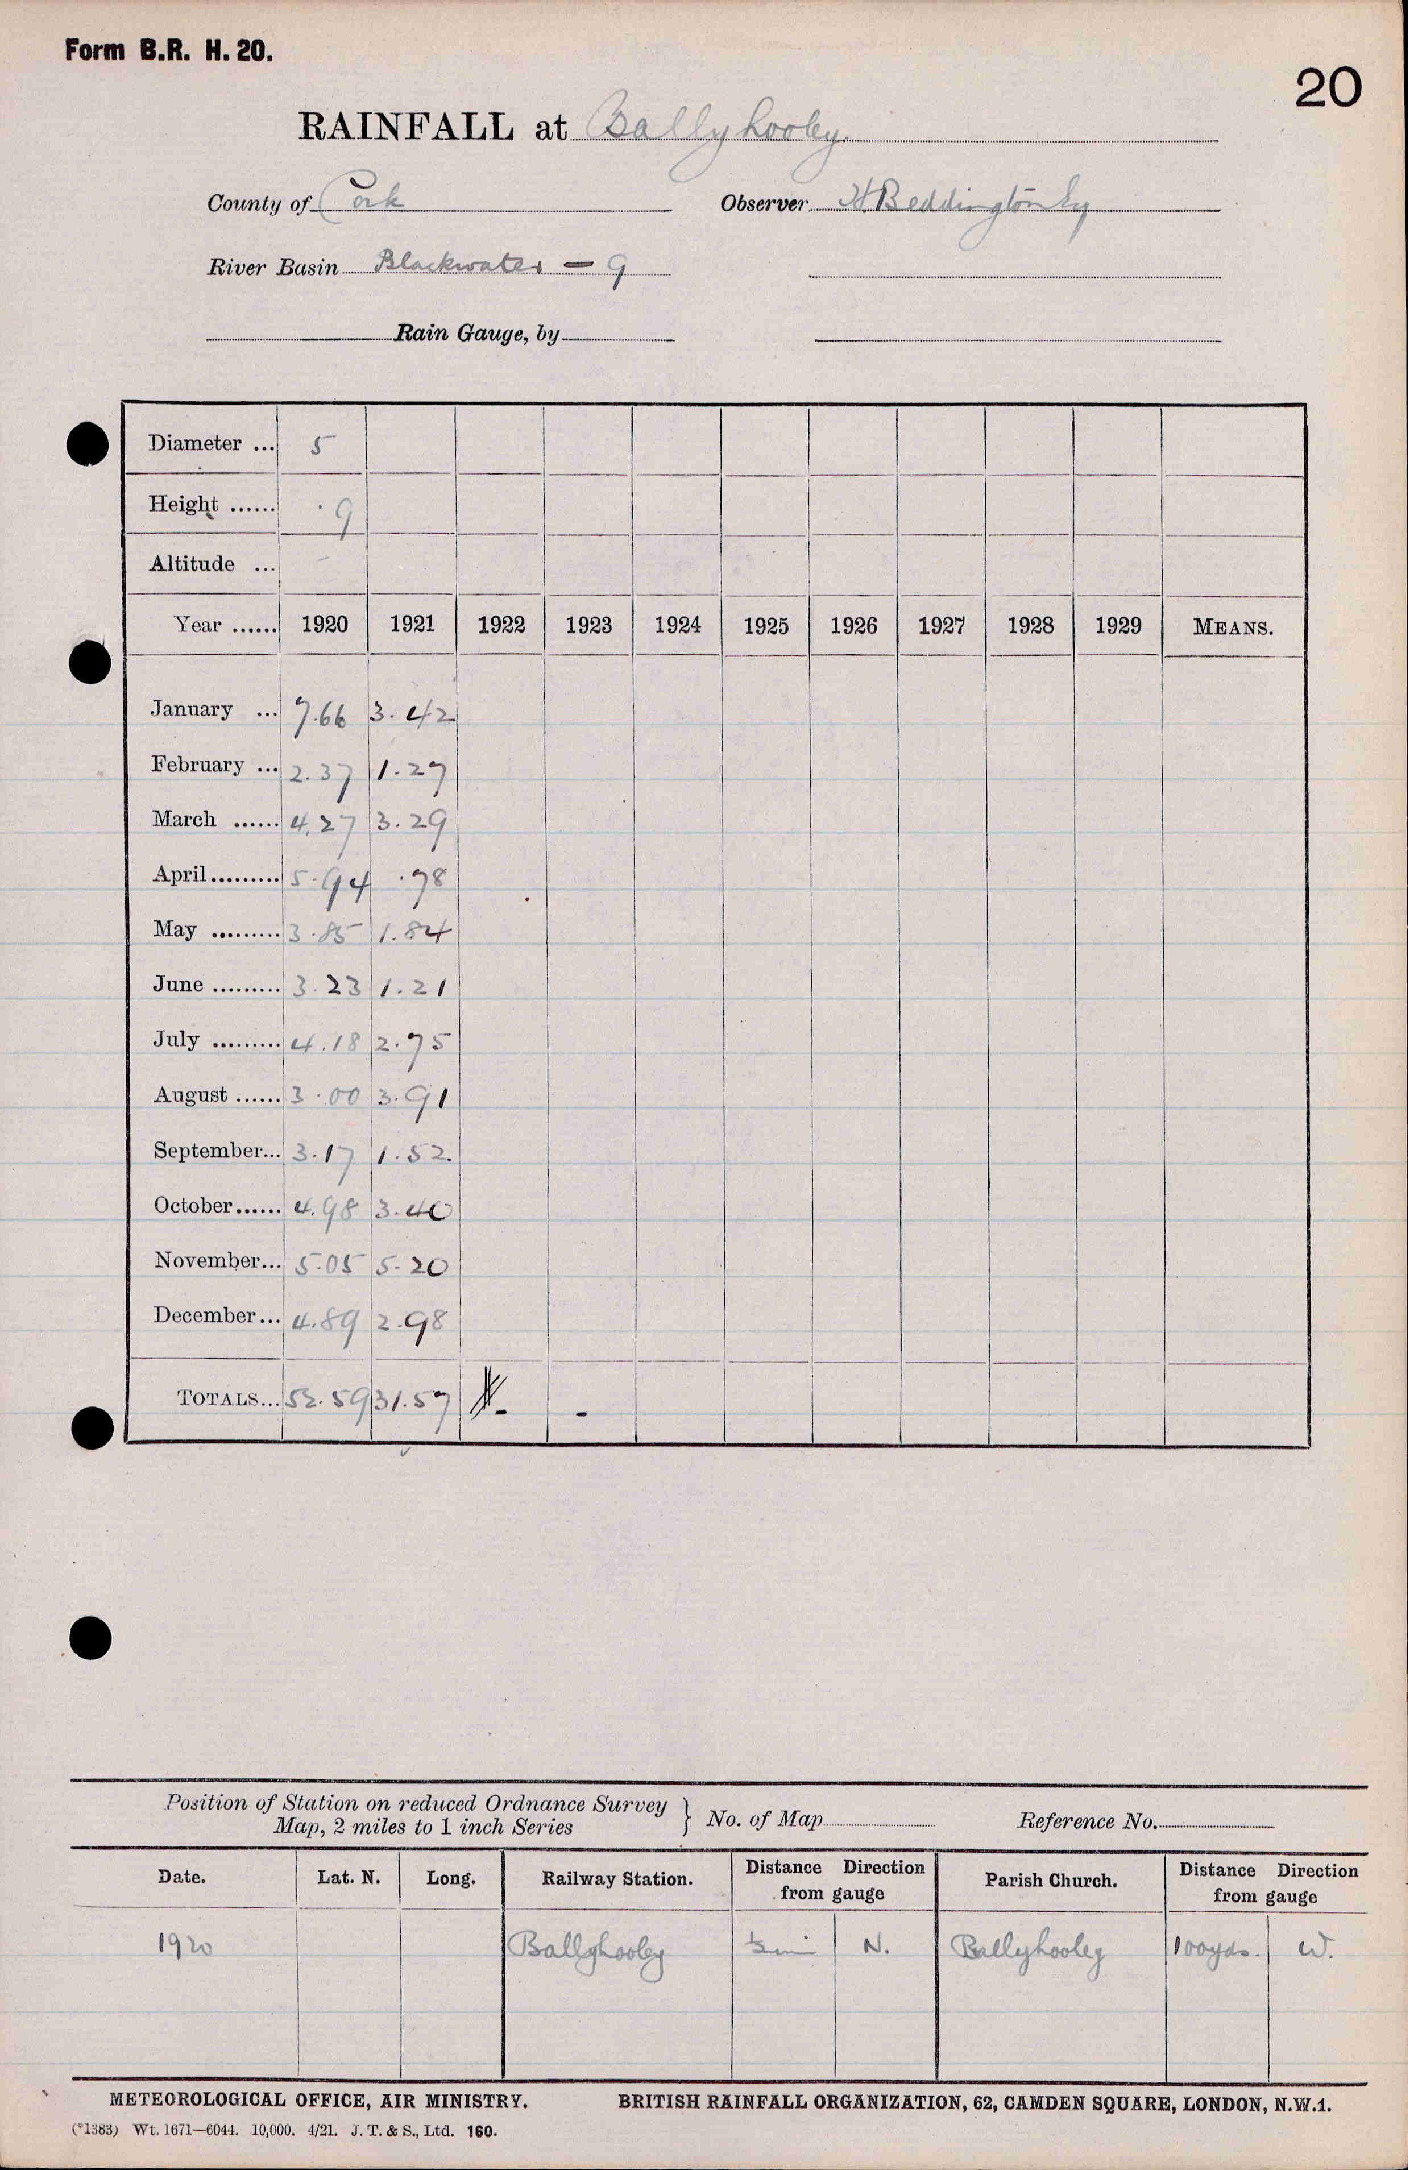 Form B.R. H. 20.
20
RAINFALL at Ballyhooley.
County of Cork Observer H. Beddington Esq
River Basin Blackwater – 9
Rain Gauge, by
Diameter ... 5
Height ...... .9
Altitude ... -
Year ...... 1920 1921 1922 1923 1924 1925 1926 1927 1928 1929 MEANS.
January ... 7.66 3.42
February ... 2.37 1.27
March ...... 4.27 3.29
April ......... 5.94 .78
May ......... 3.85 1.84
June ......... 3.23 1.21
July ......... 4.18 2.75
August ...... 3.00 3.91
September... 3.17 1.52
October...... 4.98 3.40
November... 5.05 5.20
December... 4.89 2.98
TOTALS... 52.59 31.57 - -
Position of Station on reduced Ordnance Survey
Map, 2 miles to 1 inch Series } No. of Map Reference No.
Date. Lat. N. Long. Railway Station. Distance Direction from gauge Parish Church. Distance Direction from gauge
1920 Ballyhooley ½ mi N. Ballyhooley 100yds. W.
METEOROLOGICAL OFFICE, AIR MINISTRY. BRITISH RAINFALL ORGANIZATION, 62, CAMDEN SQUARE, LONDON, N.W.1.
(*1383) Wt. 1671—6044. 10,000. 4/21. J. T. & S., Ltd. 160.